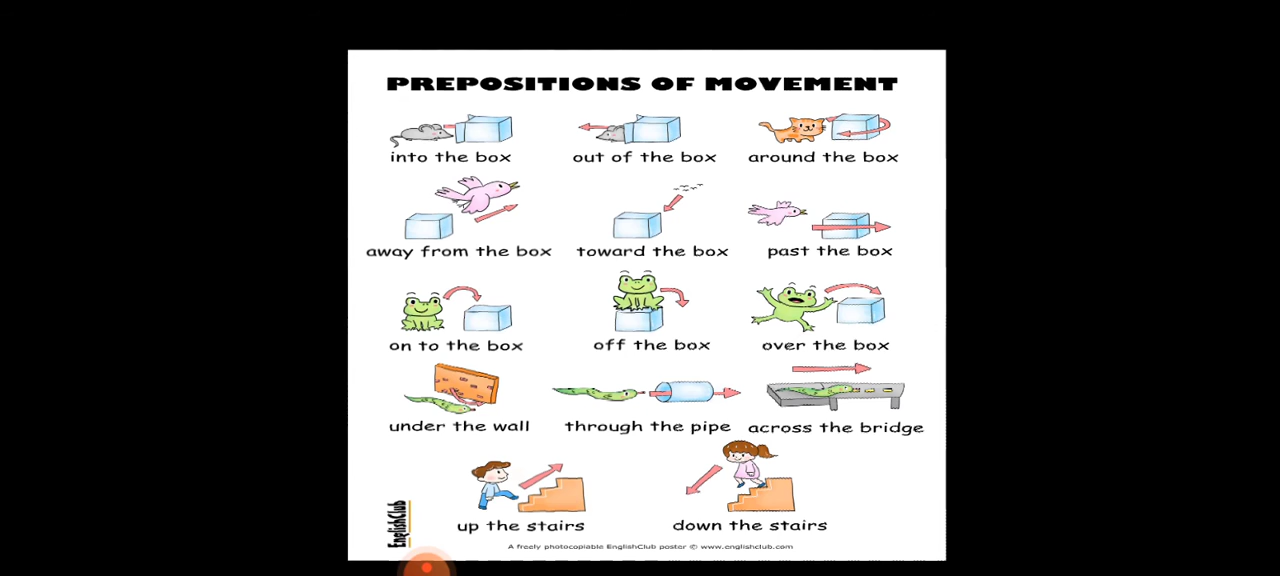 PREPOSITIONS OF MOVEMENT
into the box
out of the box
around the box
away from the box
toward the box
past the box
on to the box
off the box
over the box
under the wall
through the pipe
across the bridge
up the stairs
down the stairs
EnglishClub
A freely photocopiable EnglishClub poster © www.englishclub.com